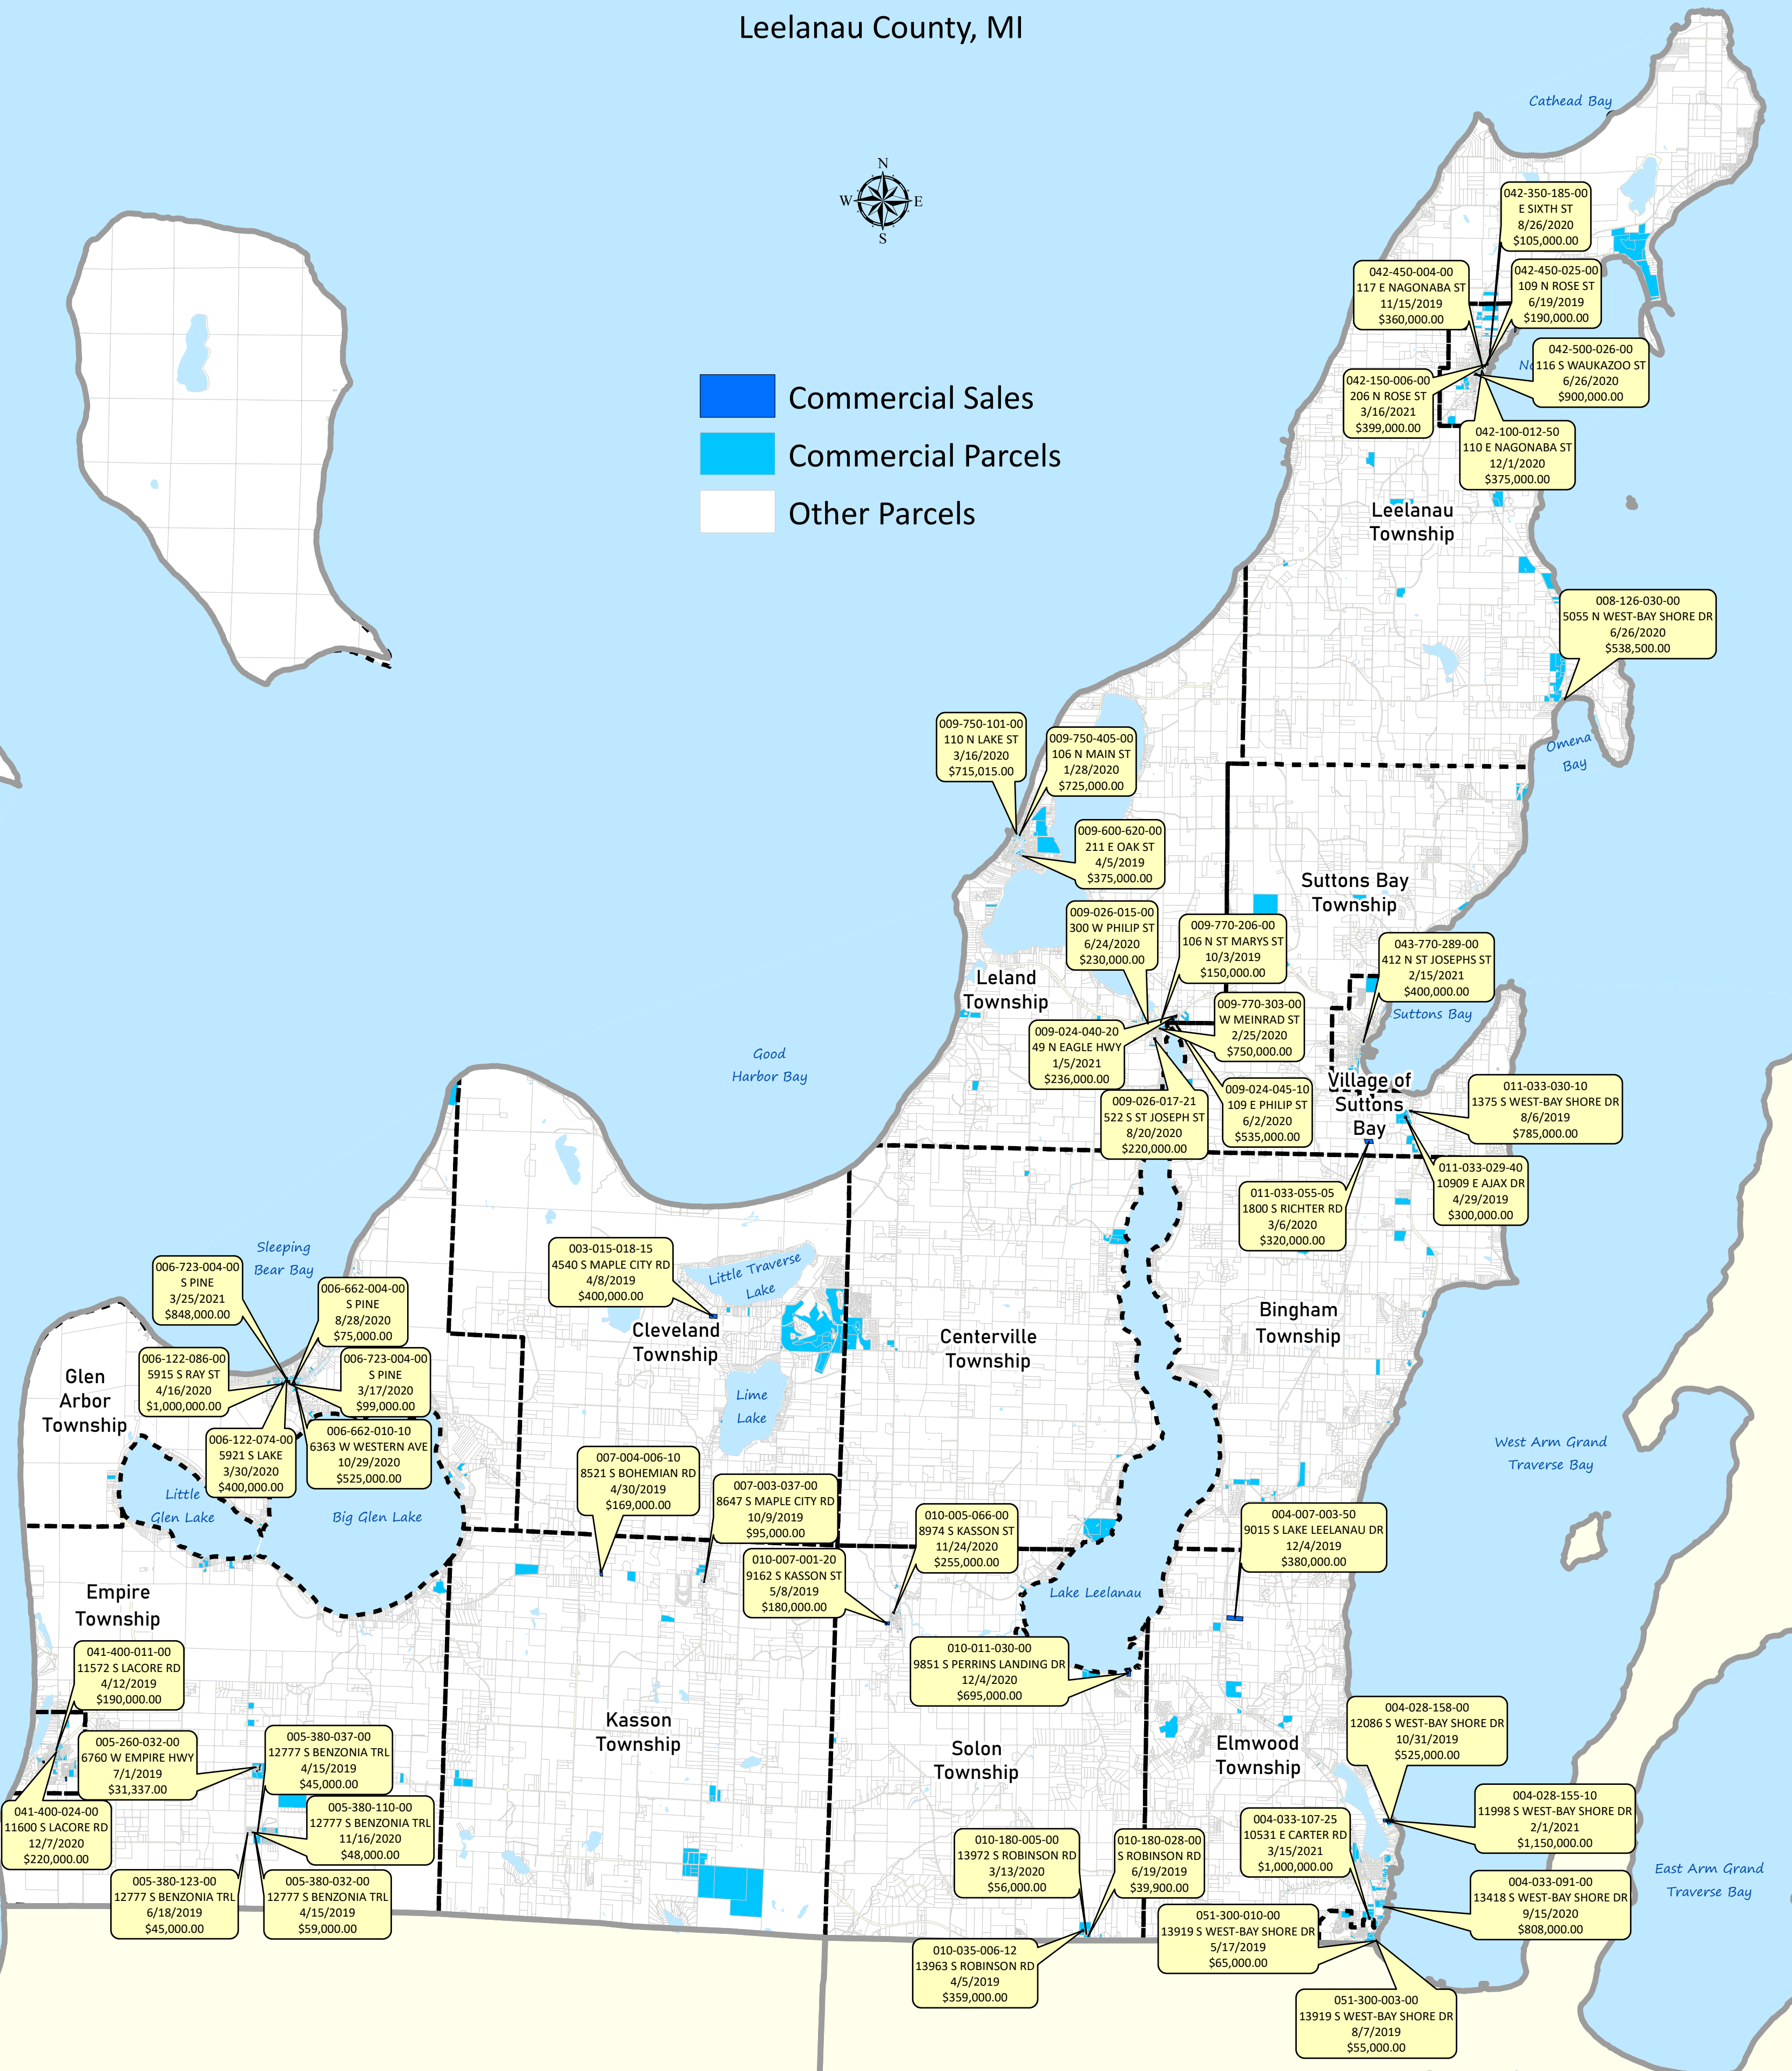 Leelanau County, MI
Cathead Bay
N
W E
S
042-350-185-00
E SIXTH ST
8/26/2020
$105,000.00
042-450-004-00
117 E NAGONABA ST
11/15/2019
$360,000.00
042-450-025-00
109 N ROSE ST
6/19/2019
$190,000.00
042-500-026-00
116 S WAUKAZOO ST
6/26/2020
$900,000.00
042-150-006-00
206 N ROSE ST
3/16/2021
$399,000.00
042-100-012-50
110 E NAGONABA ST
12/1/2020
$375,000.00
Commercial Sales
Commercial Parcels
Other Parcels
Leelanau
Township
008-126-030-00
5055 N WEST-BAY SHORE DR
6/26/2020
$538,500.00
Omena
Bay
009-750-101-00
110 N LAKE ST
3/16/2020
$715,015.00
009-750-405-00
106 N MAIN ST
1/28/2020
$725,000.00
009-600-620-00
211 E OAK ST
4/5/2019
$375,000.00
Suttons Bay
Township
009-026-015-00
300 W PHILIP ST
6/24/2020
$230,000.00
009-770-206-00
106 N ST MARYS ST
10/3/2019
$150,000.00
043-770-289-00
412 N ST JOSEPHS ST
2/15/2021
$400,000.00
Leland
Township
Suttons Bay
009-770-303-00
W MEINRAD ST
2/25/2020
$750,000.00
009-024-040-20
49 N EAGLE HWY
1/5/2021
$236,000.00
Good
Harbor Bay
Village of
Suttons
Bay
009-024-045-10
109 E PHILIP ST
6/2/2020
$535,000.00
009-026-017-21
522 S ST JOSEPH ST
8/20/2020
$220,000.00
011-033-030-10
1375 S WEST-BAY SHORE DR
8/6/2019
$785,000.00
011-033-029-40
10909 E AJAX DR
4/29/2019
$300,000.00
011-033-055-05
1800 S RICHTER RD
3/6/2020
$320,000.00
Sleeping
Bear Bay
006-723-004-00
S PINE
3/25/2021
$848,000.00
006-662-004-00
S PINE
8/28/2020
$75,000.00
003-015-018-15
4540 S MAPLE CITY RD
4/8/2019
$400,000.00
Little Traverse
Lake
Cleveland
Township
Centerville
Township
Bingham
Township
Glen
Arbor
Township
006-122-086-00
5915 S RAY ST
4/16/2020
$1,000,000.00
006-723-004-00
S PINE
3/17/2020
$99,000.00
Lime
Lake
006-122-074-00
5921 S LAKE
3/30/2020
$400,000.00
006-662-010-10
6363 W WESTERN AVE
10/29/2020
$525,000.00
Little
Glen Lake
Big Glen Lake
West Arm Grand
Traverse Bay
007-004-006-10
8521 S BOHEMIAN RD
4/30/2019
$169,000.00
007-003-037-00
8647 S MAPLE CITY RD
10/9/2019
$95,000.00
010-005-066-00
8974 S KASSON ST
11/24/2020
$255,000.00
004-007-003-50
9015 S LAKE LEELANAU DR
12/4/2019
$380,000.00
010-007-001-20
9162 S KASSON ST
5/8/2019
$180,000.00
Lake Leelanau
Empire
Township
010-011-030-00
9851 S PERRINS LANDING DR
12/4/2020
$695,000.00
041-400-011-00
11572 S LACORE RD
4/12/2019
$190,000.00
Kasson
Township
Solon
Township
Elmwood
Township
004-028-158-00
12086 S WEST-BAY SHORE DR
10/31/2019
$525,000.00
005-260-032-00
6760 W EMPIRE HWY
7/1/2019
$31,337.00
005-380-037-00
12777 S BENZONIA TRL
4/15/2019
$45,000.00
004-028-155-10
11998 S WEST-BAY SHORE DR
2/1/2021
$1,150,000.00
041-400-024-00
11600 S LACORE RD
12/7/2020
$220,000.00
005-380-110-00
12777 S BENZONIA TRL
11/16/2020
$48,000.00
010-180-005-00
13972 S ROBINSON RD
3/13/2020
$56,000.00
010-180-028-00
S ROBINSON RD
6/19/2019
$39,900.00
004-033-107-25
10531 E CARTER RD
3/15/2021
$1,000,000.00
East Arm Grand
Traverse Bay
005-380-123-00
12777 S BENZONIA TRL
6/18/2019
$45,000.00
005-380-032-00
12777 S BENZONIA TRL
4/15/2019
$59,000.00
004-033-091-00
13418 S WEST-BAY SHORE DR
9/15/2020
$808,000.00
051-300-010-00
13919 S WEST-BAY SHORE DR
5/17/2019
$65,000.00
010-035-006-12
13963 S ROBINSON RD
4/5/2019
$359,000.00
051-300-003-00
13919 S WEST-BAY SHORE DR
8/7/2019
$55,000.00